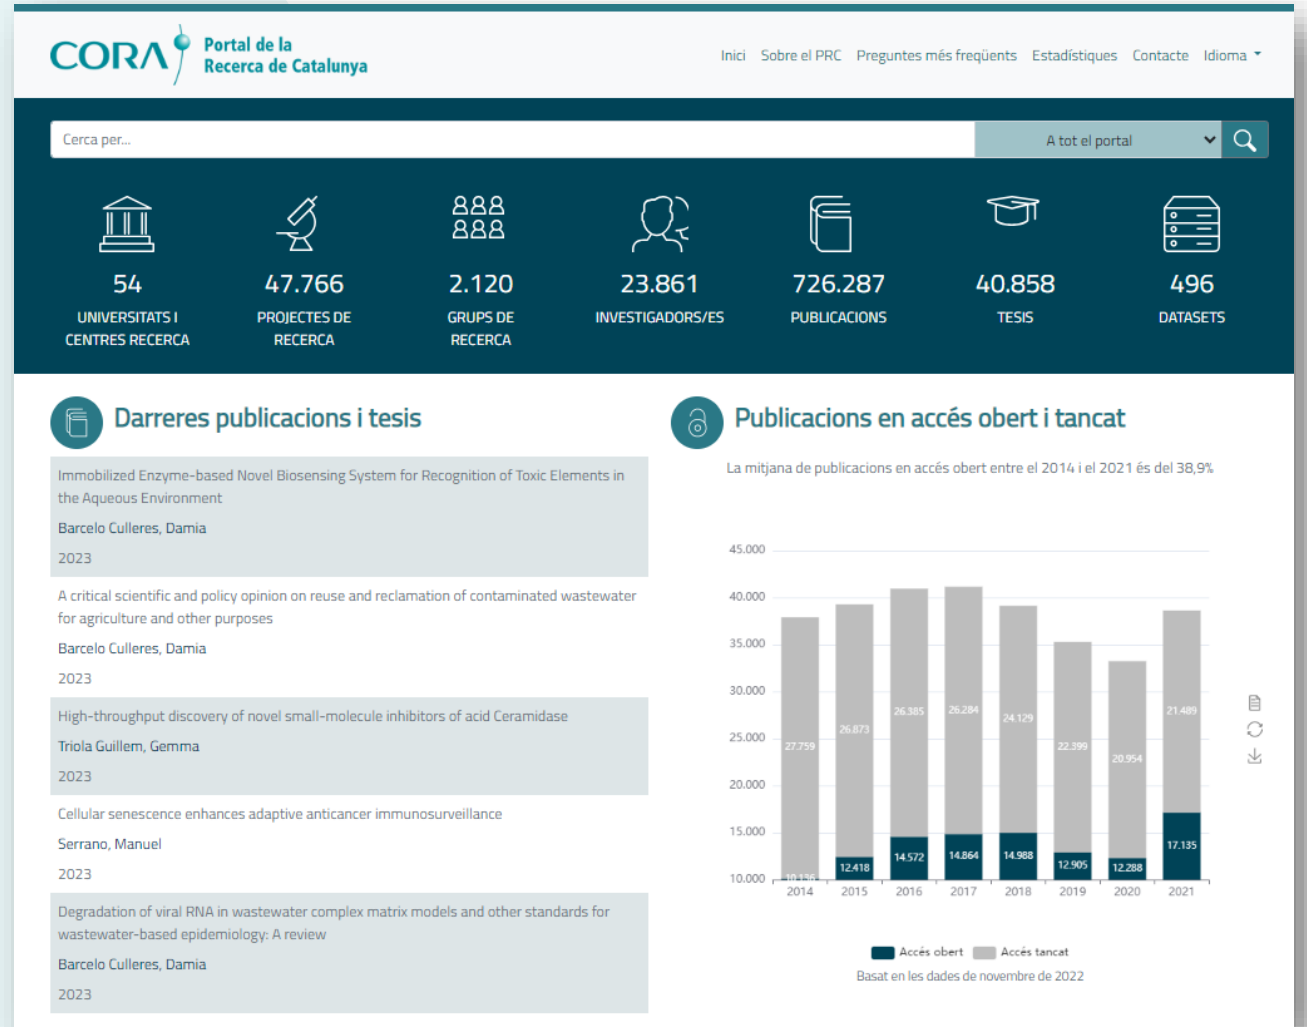 CORA
Portal de la
Recerca de Catalunya
Inici Sobre el PRC Preguntes més freqüents Estadístiques Contacte Idioma
Cerca per...
A tot el portal
54
UNIVERSITATS I
CENTRES RECERCA
47.766
PROJECTES DE
RECERCA
2.120
GRUPS DE
RECERCA
23.861
INVESTIGADORS/ES
726.287
PUBLICACIONS
40.858
TESIS
496
DATASETS
Darreres publicacions i tesis
Immobilized Enzyme-based Novel Biosensing System for Recognition of Toxic Elements in
the Aqueous Environment
Barcelo Culleres, Damia
2023
A critical scientific and policy opinion on reuse and reclamation of contaminated wastewater
for agriculture and other purposes
Barcelo Culleres, Damia
2023
High-throughput discovery of novel small-molecule inhibitors of acid Ceramidase
Triola Guillem, Gemma
2023
Cellular senescence enhances adaptive anticancer immunosurveillance
Serrano, Manuel
2023
Degradation of viral RNA in wastewater complex matrix models and other standards for
wastewater-based epidemiology: A review
Barcelo Culleres, Damia
2023
Publicacions en accés obert i tancat
La mitjana de publicacions en accés obert entre el 2014 i el 2021 és del 38,9%
45.000
40.000
35.000
30.000
25.000
20.000
15.000
10.000
27.759
26.873
26.385
26.284
24.129
22.399
20.954
21.489
10.136
12.418
14.572
14.864
14.988
12.905
12.288
17.135
2014 2015 2016 2017 2018 2019 2020 2021
Accés obert Accés tancat
Basat en les dades de novembre de 2022